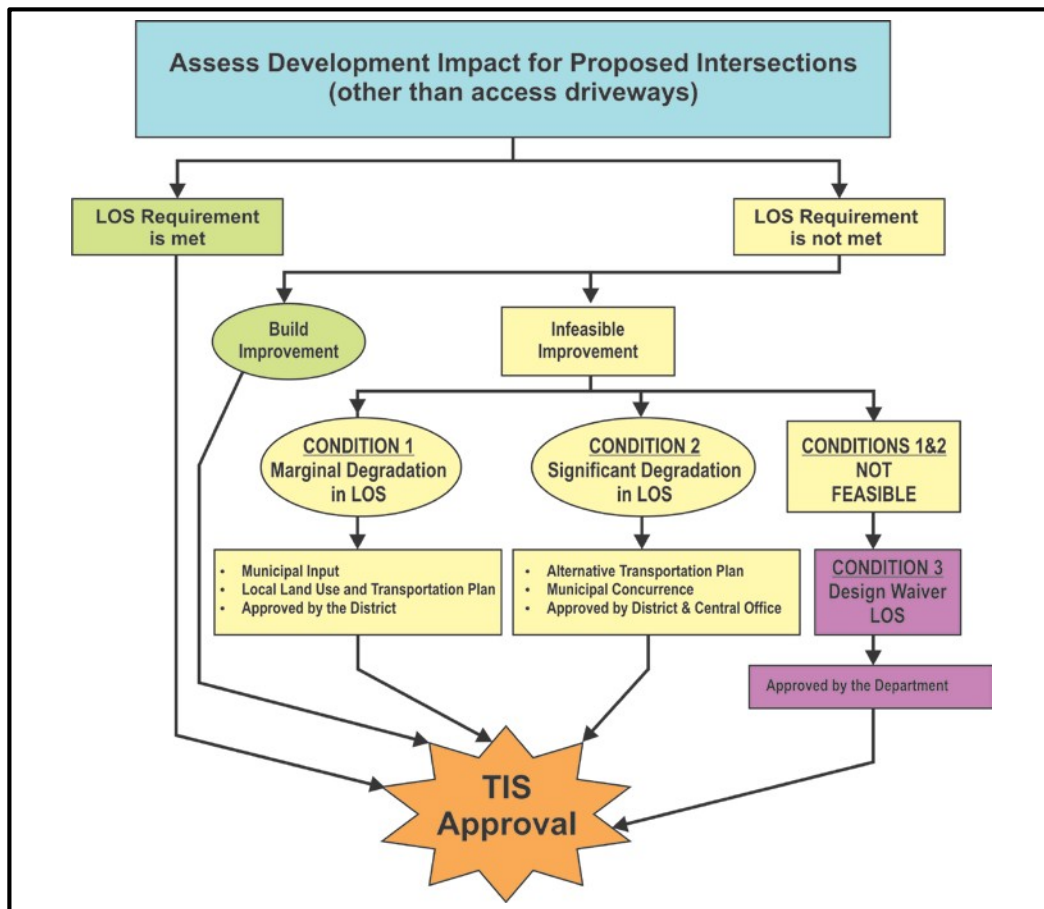 Assess Development Impact for Proposed Intersections
(other than access driveways)
LOS Requirement
is met
LOS Requirement
is not met
Build
Improvement
Infeasible
Improvement
CONDITION 1
Marginal Degradation
in LOS
CONDITION 2
Significant Degradation
in LOS
CONDITIONS 1&2
NOT
FEASIBLE
• Municipal Input
• Local Land Use and Transportation Plan
• Approved by the District
• Alternative Transportation Plan
• Municipal Concurrence
• Approved by District & Central Office
CONDITION 3
Design Waiver
LOS
Approved by the Department
TIS
Approval